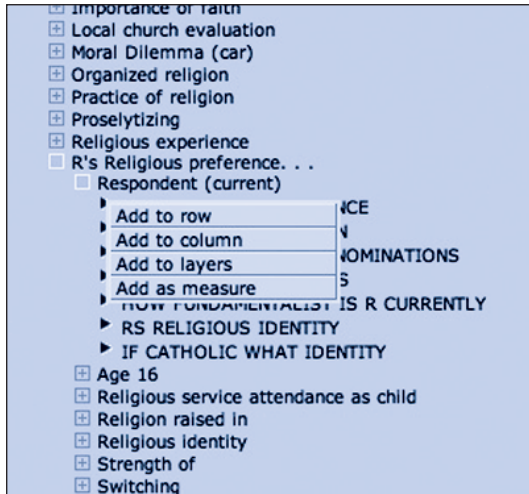 Importance of faith
Local church evaluation
Moral Dilemma (car)
Organized religion
Practice of religion
Proselytizing
Religious experience
R's Religious preference. . .
Respondent (current)
Add to row
Add to column
Add to layers
Add as measure
HOW FUNDAMENTALIST IS R CURRENTLY
RS RELIGIOUS IDENTITY
IF CATHOLIC WHAT IDENTITY
Age 16
Religious service attendance as child
Religion raised in
Religious identity
Strength of
Switching